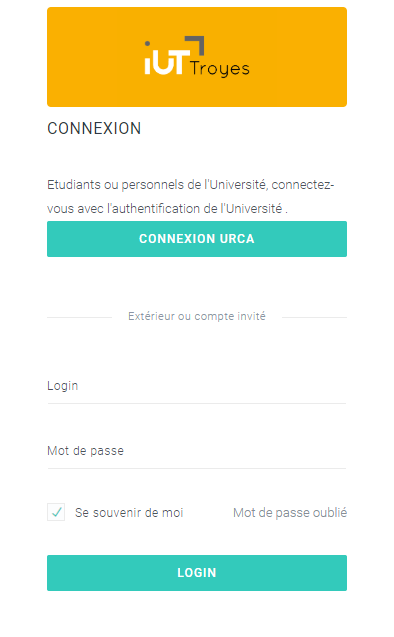 iUT Troyes
CONNEXION
Etudiants ou personnels de l'Université, connectez-
vous avec l'authentification de l'Université .
CONNEXION URCA
Extérieur ou compte invité
Login
Mot de passe
Se souvenir de moi
Mot de passe oublié
LOGIN